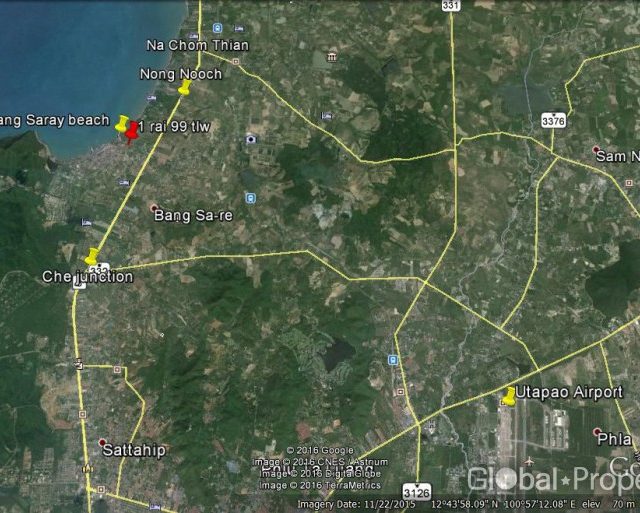 331
Na Chom Thian
Nong Nooch
ang Saray beach
1 rai 99 tlw
3376
Sam N
Bang Sa-re
332
Che junction
Utapao Airport
Sattahip
Phla
© 2016 Google
Image © 2016 CNES / Astrium
Image © 2016 DigitalGlobe
Image © 2016 TerraMetrics
Global Prope
3126
Imagery Date: 11/22/2015 12°43'58.09" N 100°57'12.08" E elev 70 m